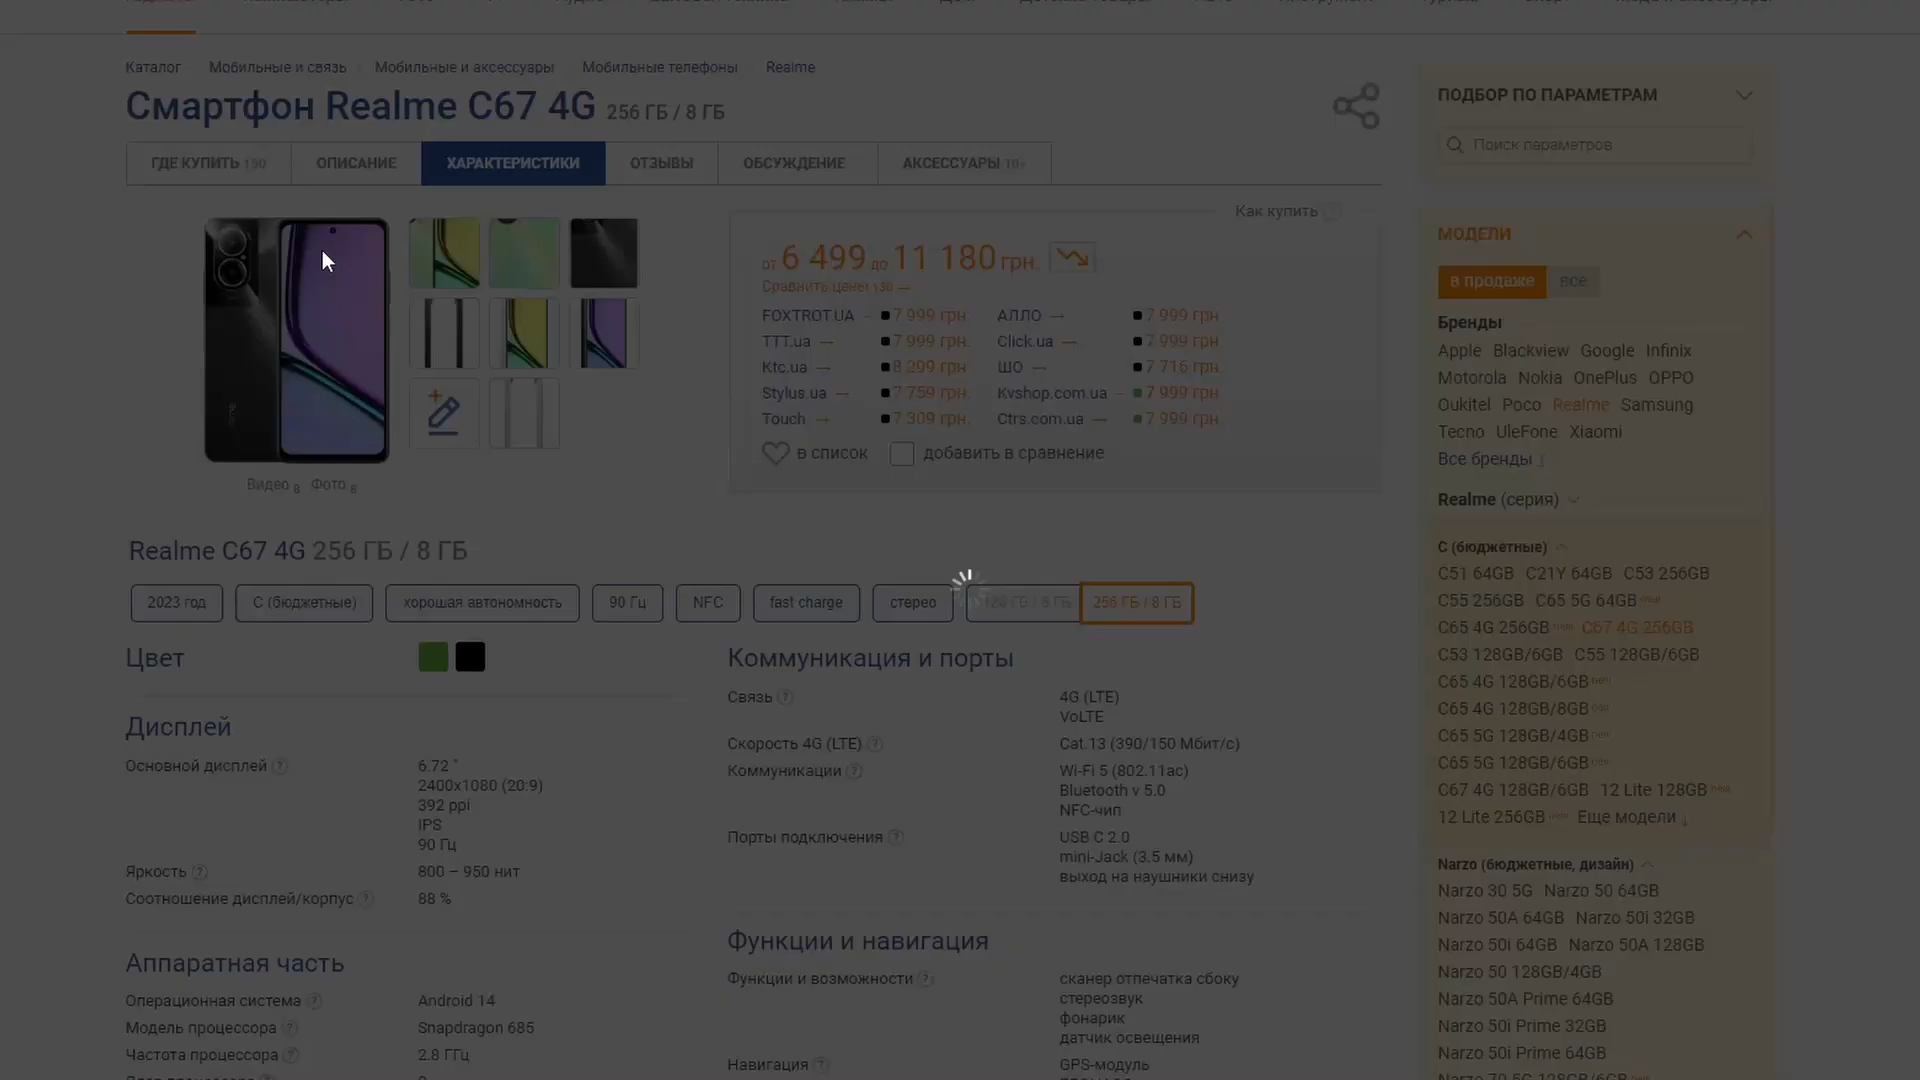 Каталог Мобильные и связь Мобильные и аксессуары Мобильные телефоны Realme
Смартфон Realme C67 4G 256 ГБ / 8 ГБ
ГДЕ КУПИТЬ 130 ОПИСАНИЕ ХАРАКТЕРИСТИКИ ОТЗЫВЫ ОБСУЖДЕНИЕ АКСЕССУАРЫ 10+
Как купить
от 6 499 до 11 180 грн.
Сравнить цены 130 —
FOXTROT.UA – 7 999 грн. АЛЛО → 7 999 грн.
TTT.ua — 7 999 грн. Click.ua — 7 999 грн.
Ktc.ua → 8 299 грн. ШО → 7 716 грн.
Stylus.ua → 7 759 грн. Kvshop.com.ua – 7 999 грн.
Touch → 7 309 грн. Ctrs.com.ua — 7 999 грн.
в список добавить в сравнение
Видео 8 Фото 8
Realme C67 4G 256 ГБ / 8 ГБ
2023 год C (бюджетные) хорошая автономность 90 Гц NFC fast charge стерео 256 ГБ / 8 ГБ
Цвет
Дисплей
Основной дисплей ? 6.72 "
2400x1080 (20:9)
392 ppi
IPS
90 Гц
Яркость ? 800 – 950 нит
Соотношение дисплей/корпус ? 88 %
Аппаратная часть
Операционная система ? Android 14
Модель процессора ? Snapdragon 685
Частота процессора ? 2.8 ГГц
Коммуникация и порты
Связь ? 4G (LTE)
VoLTE
Скорость 4G (LTE) ? Cat.13 (390/150 Мбит/с)
Коммуникации ? Wi-Fi 5 (802.11ac)
Bluetooth v 5.0
NFC-чип
Порты подключения ? USB C 2.0
mini-Jack (3.5 мм)
выход на наушники снизу
Функции и навигация
Функции и возможности ? сканер отпечатка сбоку
стереозвук
фонарик
датчик освещения
Навигация ? GPS-модуль
ПОДБОР ПО ПАРАМЕТРАМ
Поиск параметров
МОДЕЛИ
в продаже все
Бренды
Apple Blackview Google Infinix
Motorola Nokia OnePlus OPPO
Oukitel Poco Realme Samsung
Tecno UleFone Xiaomi
Все бренды ↓
Realme (серия)
C (бюджетные)
C51 64GB C21Y 64GB C53 256GB
C55 256GB C65 5G 64GB new
C65 4G 256GB new C67 4G 256GB
C53 128GB/6GB C55 128GB/6GB
C65 4G 128GB/6GB new
C65 4G 128GB/8GB new
C65 5G 128GB/4GB new
C65 5G 128GB/6GB new
C67 4G 128GB/6GB 12 Lite 128GB new
12 Lite 256GB new Еще модели ↓
Narzo (бюджетные, дизайн)
Narzo 30 5G Narzo 50 64GB
Narzo 50A 64GB Narzo 50i 32GB
Narzo 50i 64GB Narzo 50A 128GB
Narzo 50 128GB/4GB
Narzo 50A Prime 64GB
Narzo 50i Prime 32GB
Narzo 50i Prime 64GB